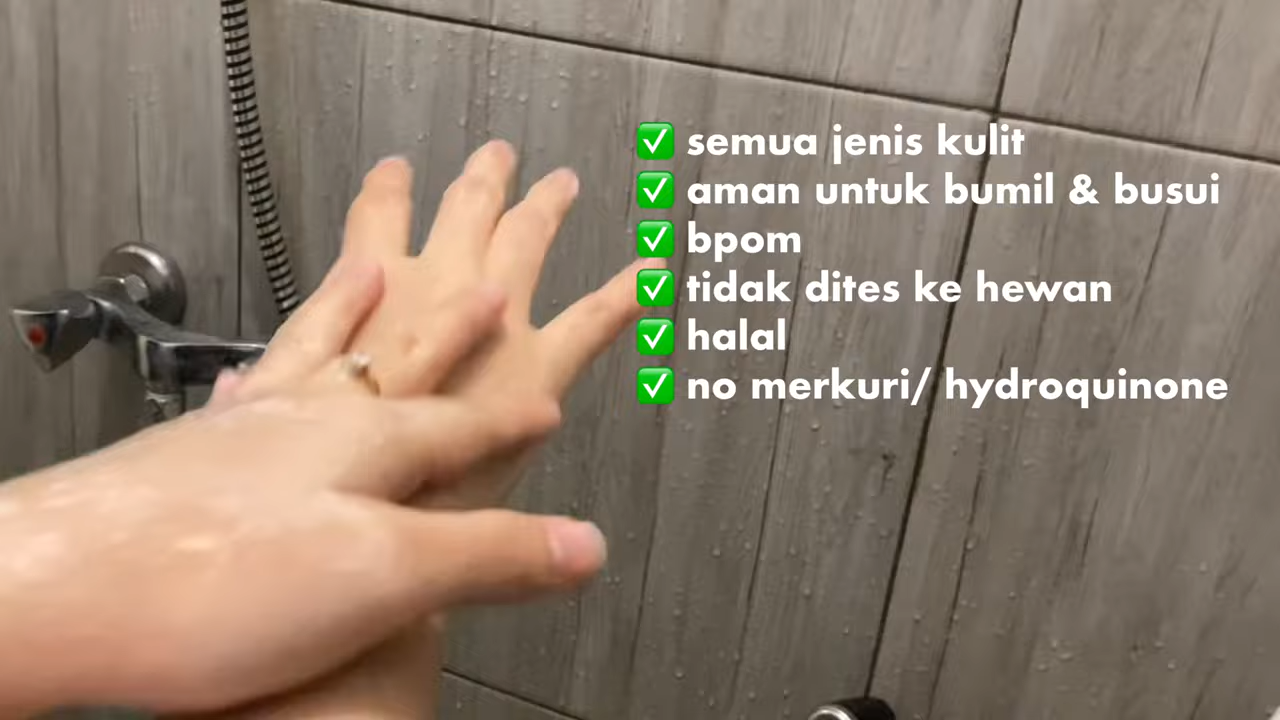 ✅ semua jenis kulit
✅ aman untuk bumil & busui
✅ bpom
✅ tidak dites ke hewan
✅ halal
✅ no merkuri/ hydroquinone